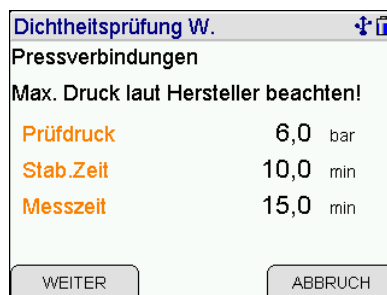 Dichtheitsprüfung W.
Pressverbindungen
Max. Druck laut Hersteller beachten!
Prüfdruck 6,0 bar
Stab.Zeit 10,0 min
Messzeit 15,0 min
WEITER ABBRUCH